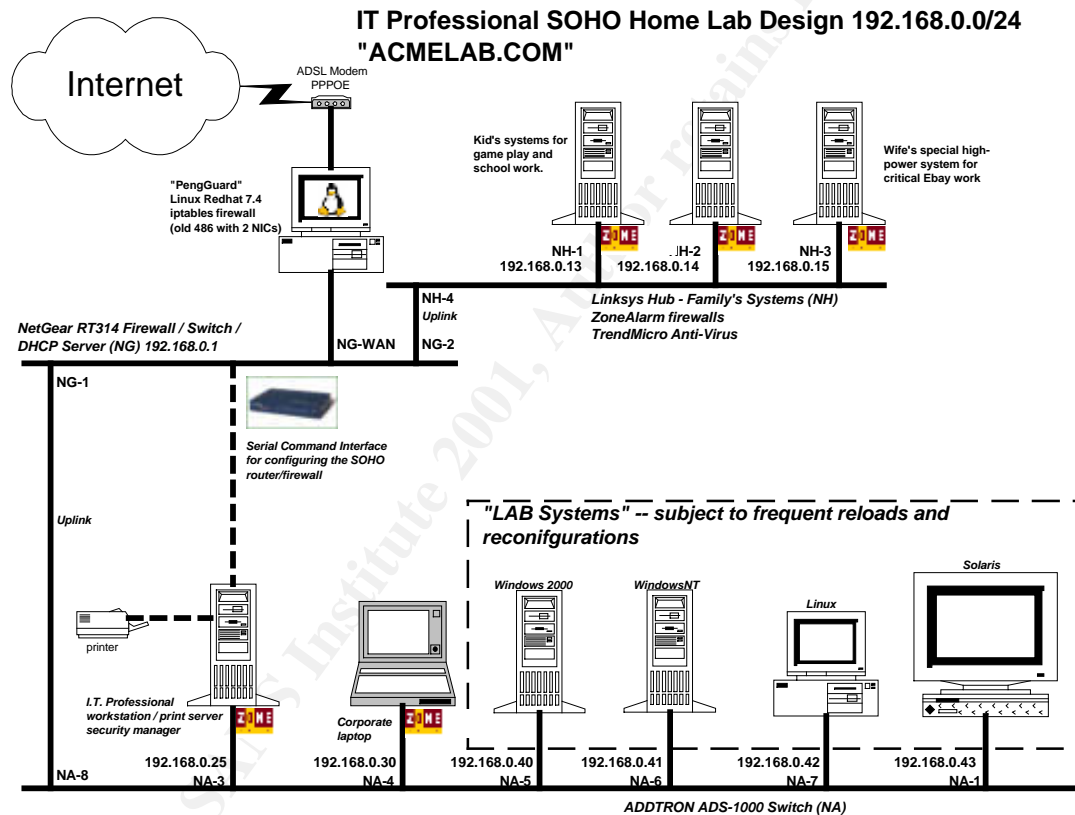 IT Professional SOHO Home Lab Design 192.168.0.0/24
"ACMELAB.COM"
Internet
ADSL Modem
PPPOE
"PengGuard"
Linux Redhat 7.4
iptables firewall
(old 486 with 2 NICs)
Kid's systems for
game play and
school work.
Wife's special high-
power system for
critical Ebay work
NH-1
192.168.0.13
H-2
192.168.0.14
NH-3
192.168.0.15
NH-4
Uplink
Linksys Hub - Family's Systems (NH)
ZoneAlarm firewalls
TrendMicro Anti-Virus
NetGear RT314 Firewall / Switch /
DHCP Server (NG) 192.168.0.1
NG-WAN
NG-2
NG-1
Serial Command Interface
for configuring the SOHO
router/firewall
Uplink
"LAB Systems" -- subject to frequent reloads and
reconifgurations
Windows 2000
WindowsNT
Linux
Solaris
printer
I.T. Professional
workstation / print server
security manager
Corporate
laptop
192.168.0.25
192.168.0.30
192.168.0.40
192.168.0.41
192.168.0.42
192.168.0.43
NA-8
NA-3
NA-4
NA-5
NA-6
NA-7
NA-1
ADDTRON ADS-1000 Switch (NA)
SANS Institute 2001, Author retains